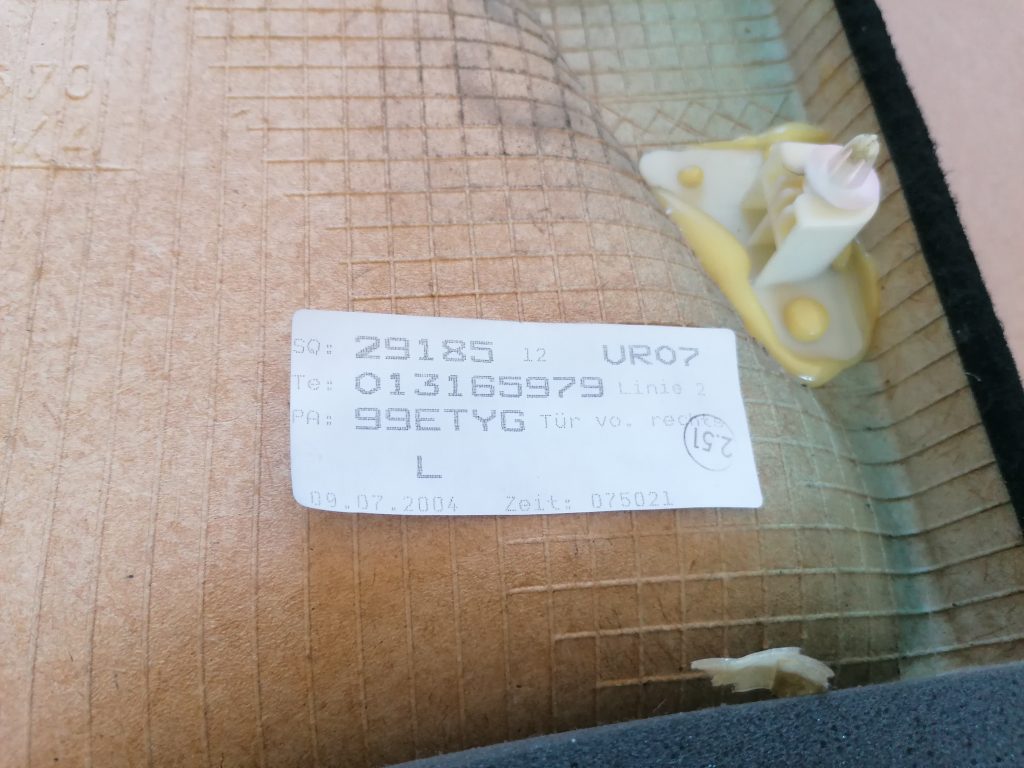 670
SQ: 29185 12 UR07
Te: 013165979 Linie 2
PA: 99ETYG Tür vo. rechts
2.51
L
09.07.2004 Zeit: 075021